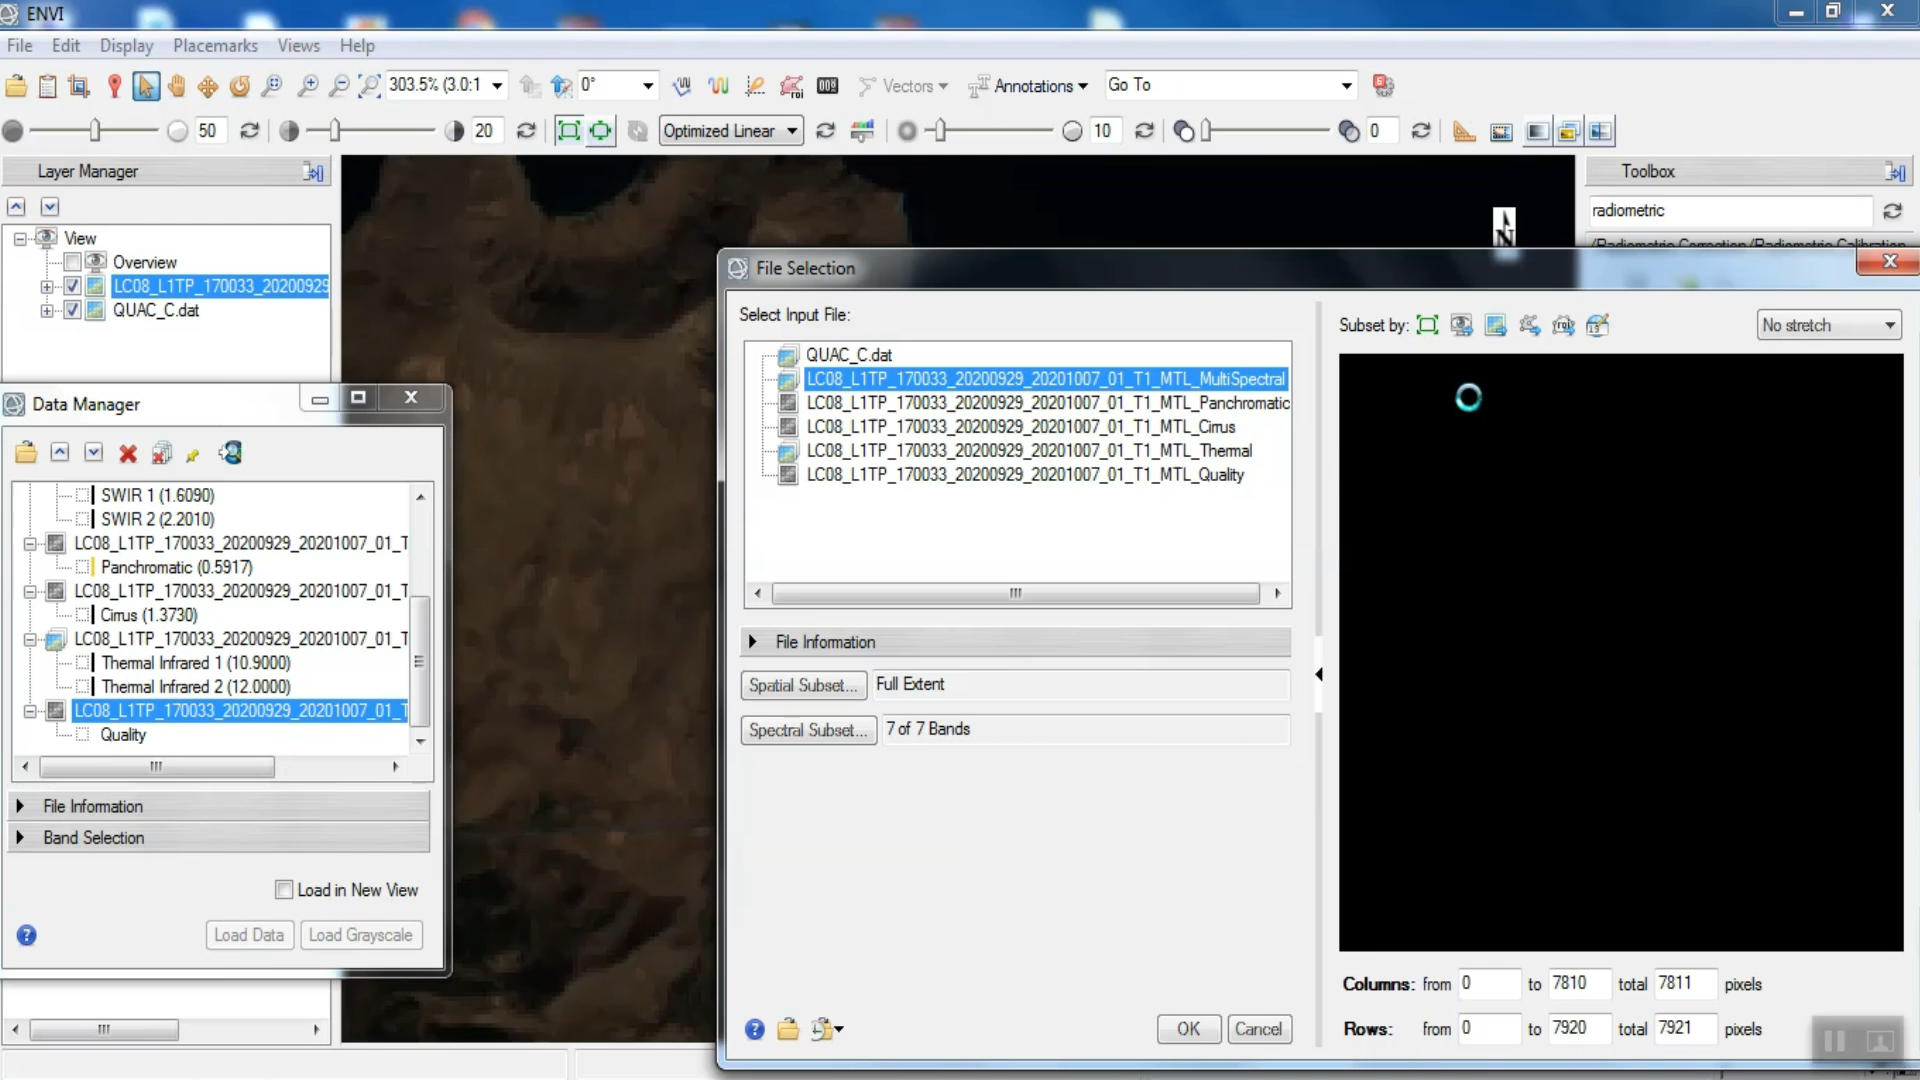 ENVI
File Edit Display Placemarks Views Help
303.5% (3.0:1 0° Vectors Annotations Go To
50 20 Optimized Linear 10 0
Layer Manager
View
Overview
LC08_L1TP_170033_20200929
QUAC_C.dat
Toolbox
radiometric
/Radiometric Correction/Radiometric Calibration
N
Data Manager
SWIR 1 (1.6090)
SWIR 2 (2.2010)
LC08_L1TP_170033_20200929_20201007_01_T
Panchromatic (0.5917)
LC08_L1TP_170033_20200929_20201007_01_T
Cirrus (1.3730)
LC08_L1TP_170033_20200929_20201007_01_T
Thermal Infrared 1 (10.9000)
Thermal Infrared 2 (12.0000)
LC08_L1TP_170033_20200929_20201007_01_T
Quality
File Information
Band Selection
Load in New View
Load Data Load Grayscale
File Selection
Select Input File:
QUAC_C.dat
LC08_L1TP_170033_20200929_20201007_01_T1_MTL_MultiSpectral
LC08_L1TP_170033_20200929_20201007_01_T1_MTL_Panchromatic
LC08_L1TP_170033_20200929_20201007_01_T1_MTL_Cirrus
LC08_L1TP_170033_20200929_20201007_01_T1_MTL_Thermal
LC08_L1TP_170033_20200929_20201007_01_T1_MTL_Quality
File Information
Spatial Subset... Full Extent
Spectral Subset... 7 of 7 Bands
OK Cancel
Subset by: No stretch
Columns: from 0 to 7810 total 7811 pixels
Rows: from 0 to 7920 total 7921 pixels